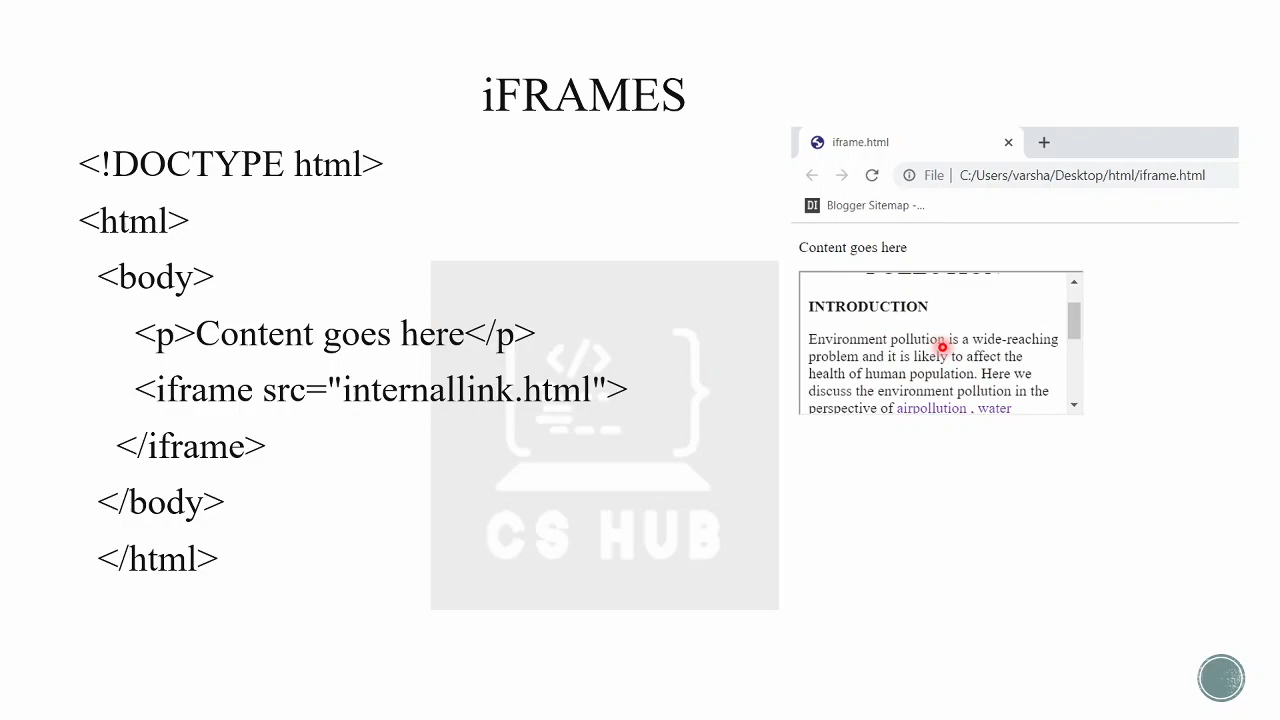 iFRAMES
<!DOCTYPE html>
<html>
<body>
<p>Content goes here</p>
<iframe src="internallink.html">
</iframe>
</body>
</html>
CS HUB
iframe.html
File | C:/Users/varsha/Desktop/html/iframe.html
DI Blogger Sitemap -...
Content goes here
INTRODUCTION
Environment pollution is a wide-reaching
problem and it is likely to affect the
health of human population. Here we
discuss the environment pollution in the
perspective of airpollution , water